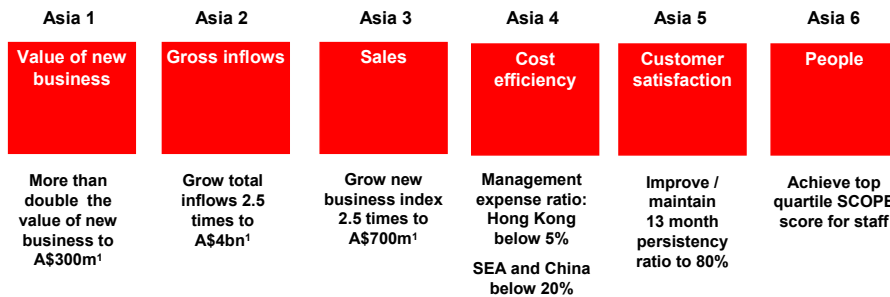 Asia 1 Asia 2 Asia 3 Asia 4 Asia 5 Asia 6
Value of new
business
Gross inflows
Sales
Cost
efficiency
Customer
satisfaction
People
More than
double the
value of new
business to
A$300m¹
Grow total
inflows 2.5
times to
A$4bn¹
Grow new
business index
2.5 times to
A$700m¹
Management
expense ratio:
Hong Kong
below 5%
SEA and China
below 20%
Improve /
maintain
13 month
persistency
ratio to 80%
Achieve top
quartile SCOPE
score for staff